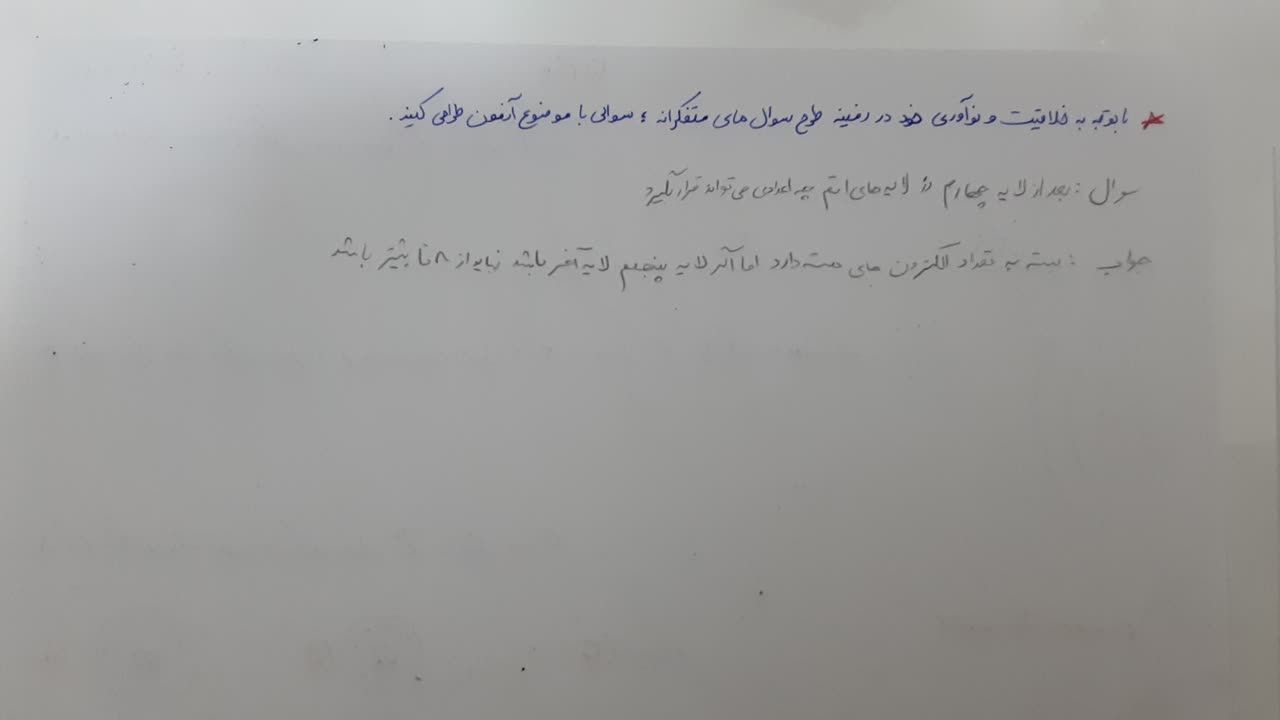 * با توجه به خلاقیت و نوآوری خود در زمینه طرح سوال های متفکرانه ؛ سوالی با موضوع آزمون طراحی کنید .
سوال : بعد از لایه چهارم لایه های اتم چه اعدادی می تواند قرار بگیرد
جواب : بسته به تعداد الکترون های هسته دارد اما اگر لایه پنجم لایه آخر باشد نباید از ۸ تا بیشتر باشد